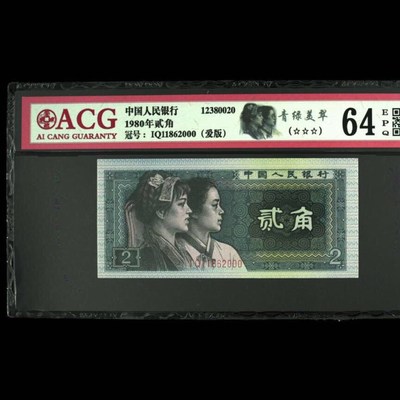 ACG
AI CANG GUARANTY
中国人民银行 12380020
1980年贰角
冠号：IQ11862000（爱版）
青绿美翠
（☆☆☆）
64 EPQ
中国人民银行
贰角
2
IQ11862000
2